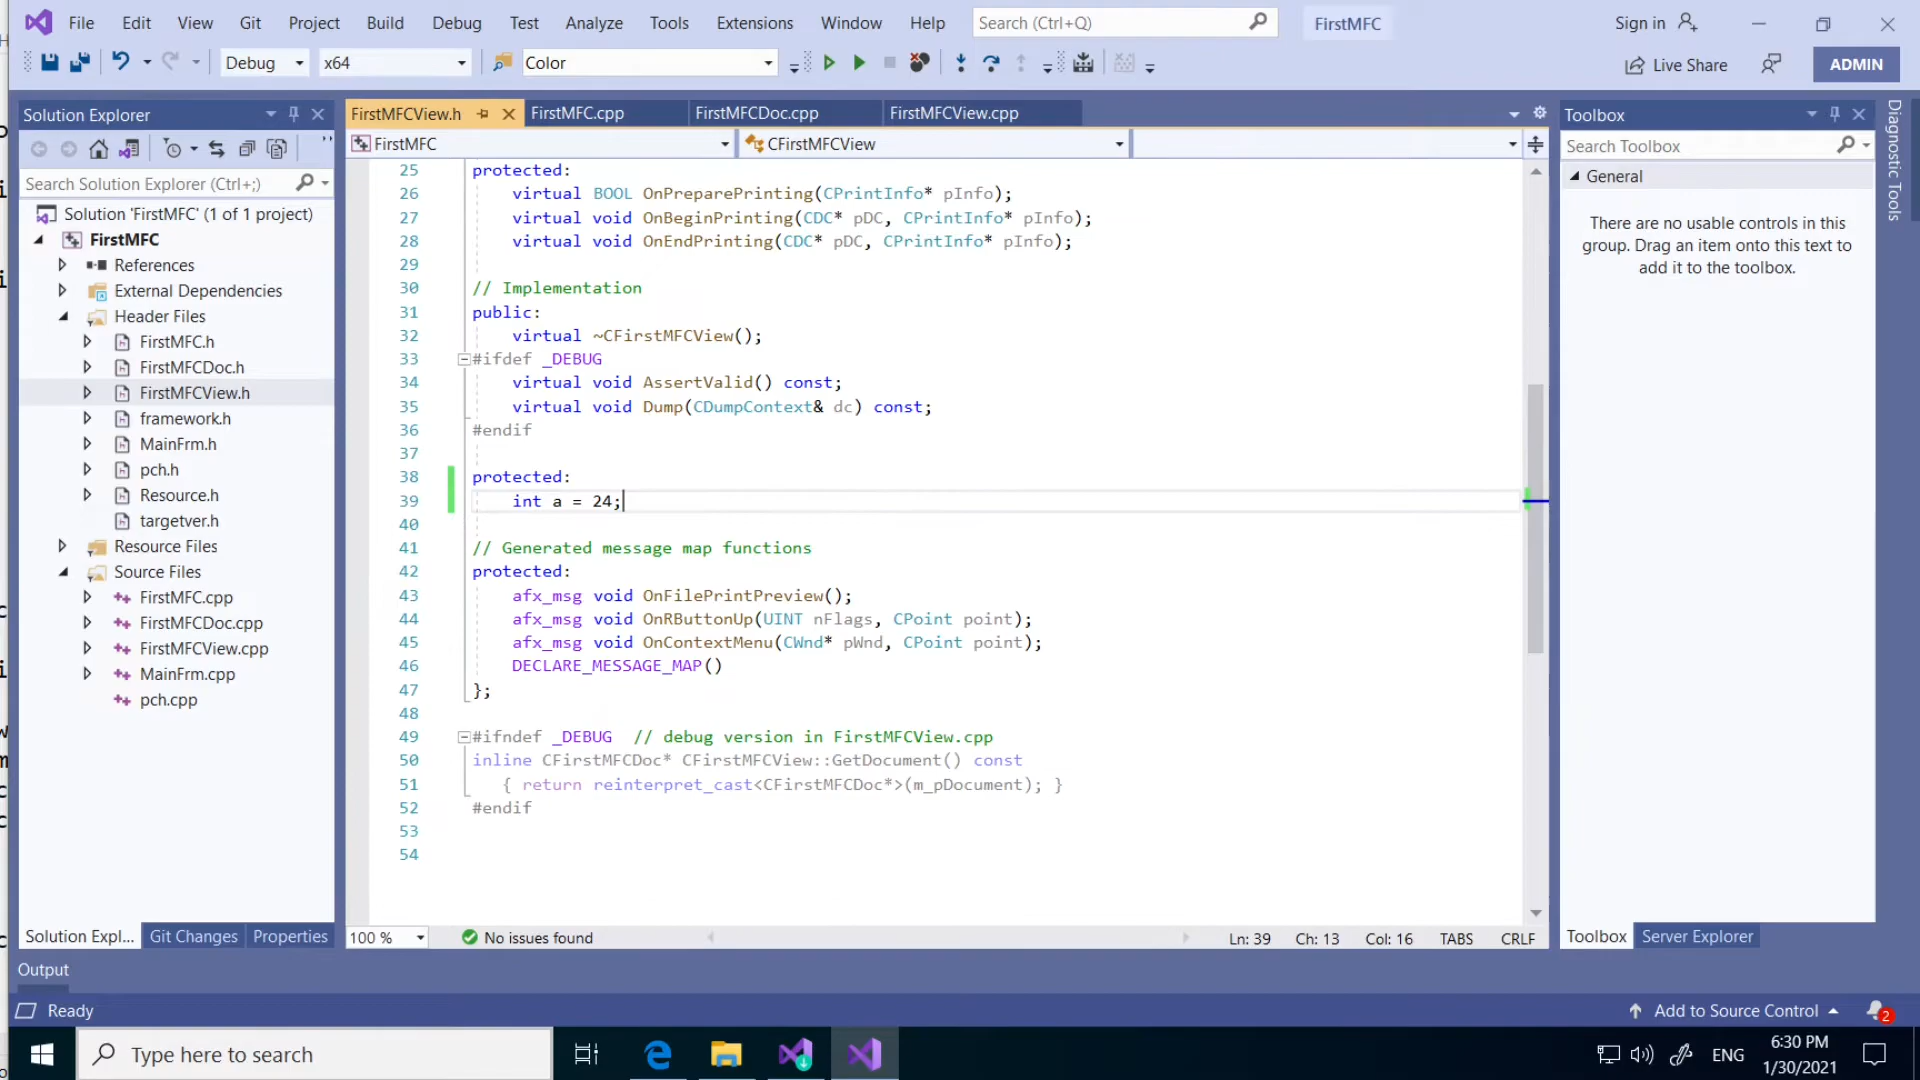 File Edit View Git Project Build Debug Test Analyze Tools Extensions Window Help Search (Ctrl+Q) FirstMFC Sign in
Debug x64 Color Live Share ADMIN
Solution Explorer
Search Solution Explorer (Ctrl+;)
Solution 'FirstMFC' (1 of 1 project)
FirstMFC
References
External Dependencies
Header Files
FirstMFC.h
FirstMFCDoc.h
FirstMFCView.h
framework.h
MainFrm.h
pch.h
Resource.h
targetver.h
Resource Files
Source Files
FirstMFC.cpp
FirstMFCDoc.cpp
FirstMFCView.cpp
MainFrm.cpp
pch.cpp
Solution Expl... Git Changes Properties
FirstMFCView.h FirstMFC.cpp FirstMFCDoc.cpp FirstMFCView.cpp
FirstMFC CFirstMFCView
25 protected:
26 virtual BOOL OnPreparePrinting(CPrintInfo* pInfo);
27 virtual void OnBeginPrinting(CDC* pDC, CPrintInfo* pInfo);
28 virtual void OnEndPrinting(CDC* pDC, CPrintInfo* pInfo);
29
30 // Implementation
31 public:
32 virtual ~CFirstMFCView();
33 #ifdef _DEBUG
34 virtual void AssertValid() const;
35 virtual void Dump(CDumpContext& dc) const;
36 #endif
37
38 protected:
39 int a = 24;
40
41 // Generated message map functions
42 protected:
43 afx_msg void OnFilePrintPreview();
44 afx_msg void OnRButtonUp(UINT nFlags, CPoint point);
45 afx_msg void OnContextMenu(CWnd* pWnd, CPoint point);
46 DECLARE_MESSAGE_MAP()
47 };
48
49 #ifndef _DEBUG // debug version in FirstMFCView.cpp
50 inline CFirstMFCDoc* CFirstMFCView::GetDocument() const
51 { return reinterpret_cast<CFirstMFCDoc*>(m_pDocument); }
52 #endif
53
54
100 % No issues found Ln: 39 Ch: 13 Col: 16 TABS CRLF
Toolbox
Search Toolbox
General
There are no usable controls in this
group. Drag an item onto this text to
add it to the toolbox.
Toolbox Server Explorer
Diagnostic Tools
Output
Ready Add to Source Control 2
Type here to search ENG 6:30 PM
1/30/2021